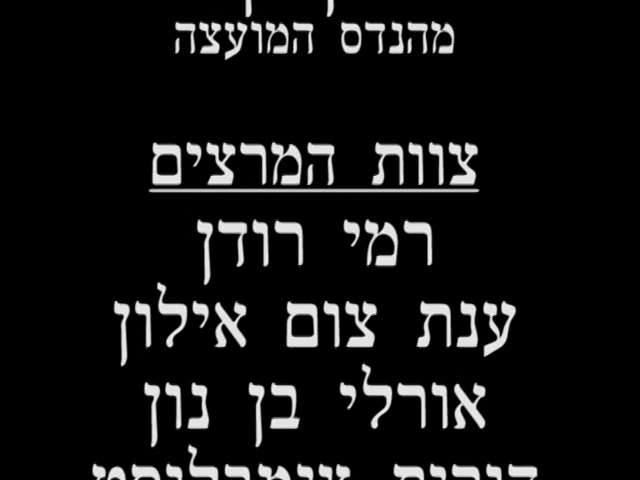 מהנדס המועצה
צוות המרצים
רמי רודן
ענת צום אילון
אורלי בן נון